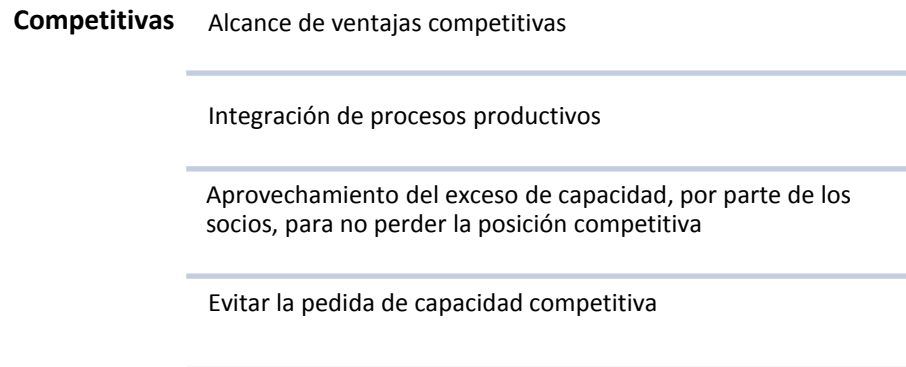 Competitivas Alcance de ventajas competitivas
Integración de procesos productivos
Aprovechamiento del exceso de capacidad, por parte de los
socios, para no perder la posición competitiva
Evitar la pedida de capacidad competitiva